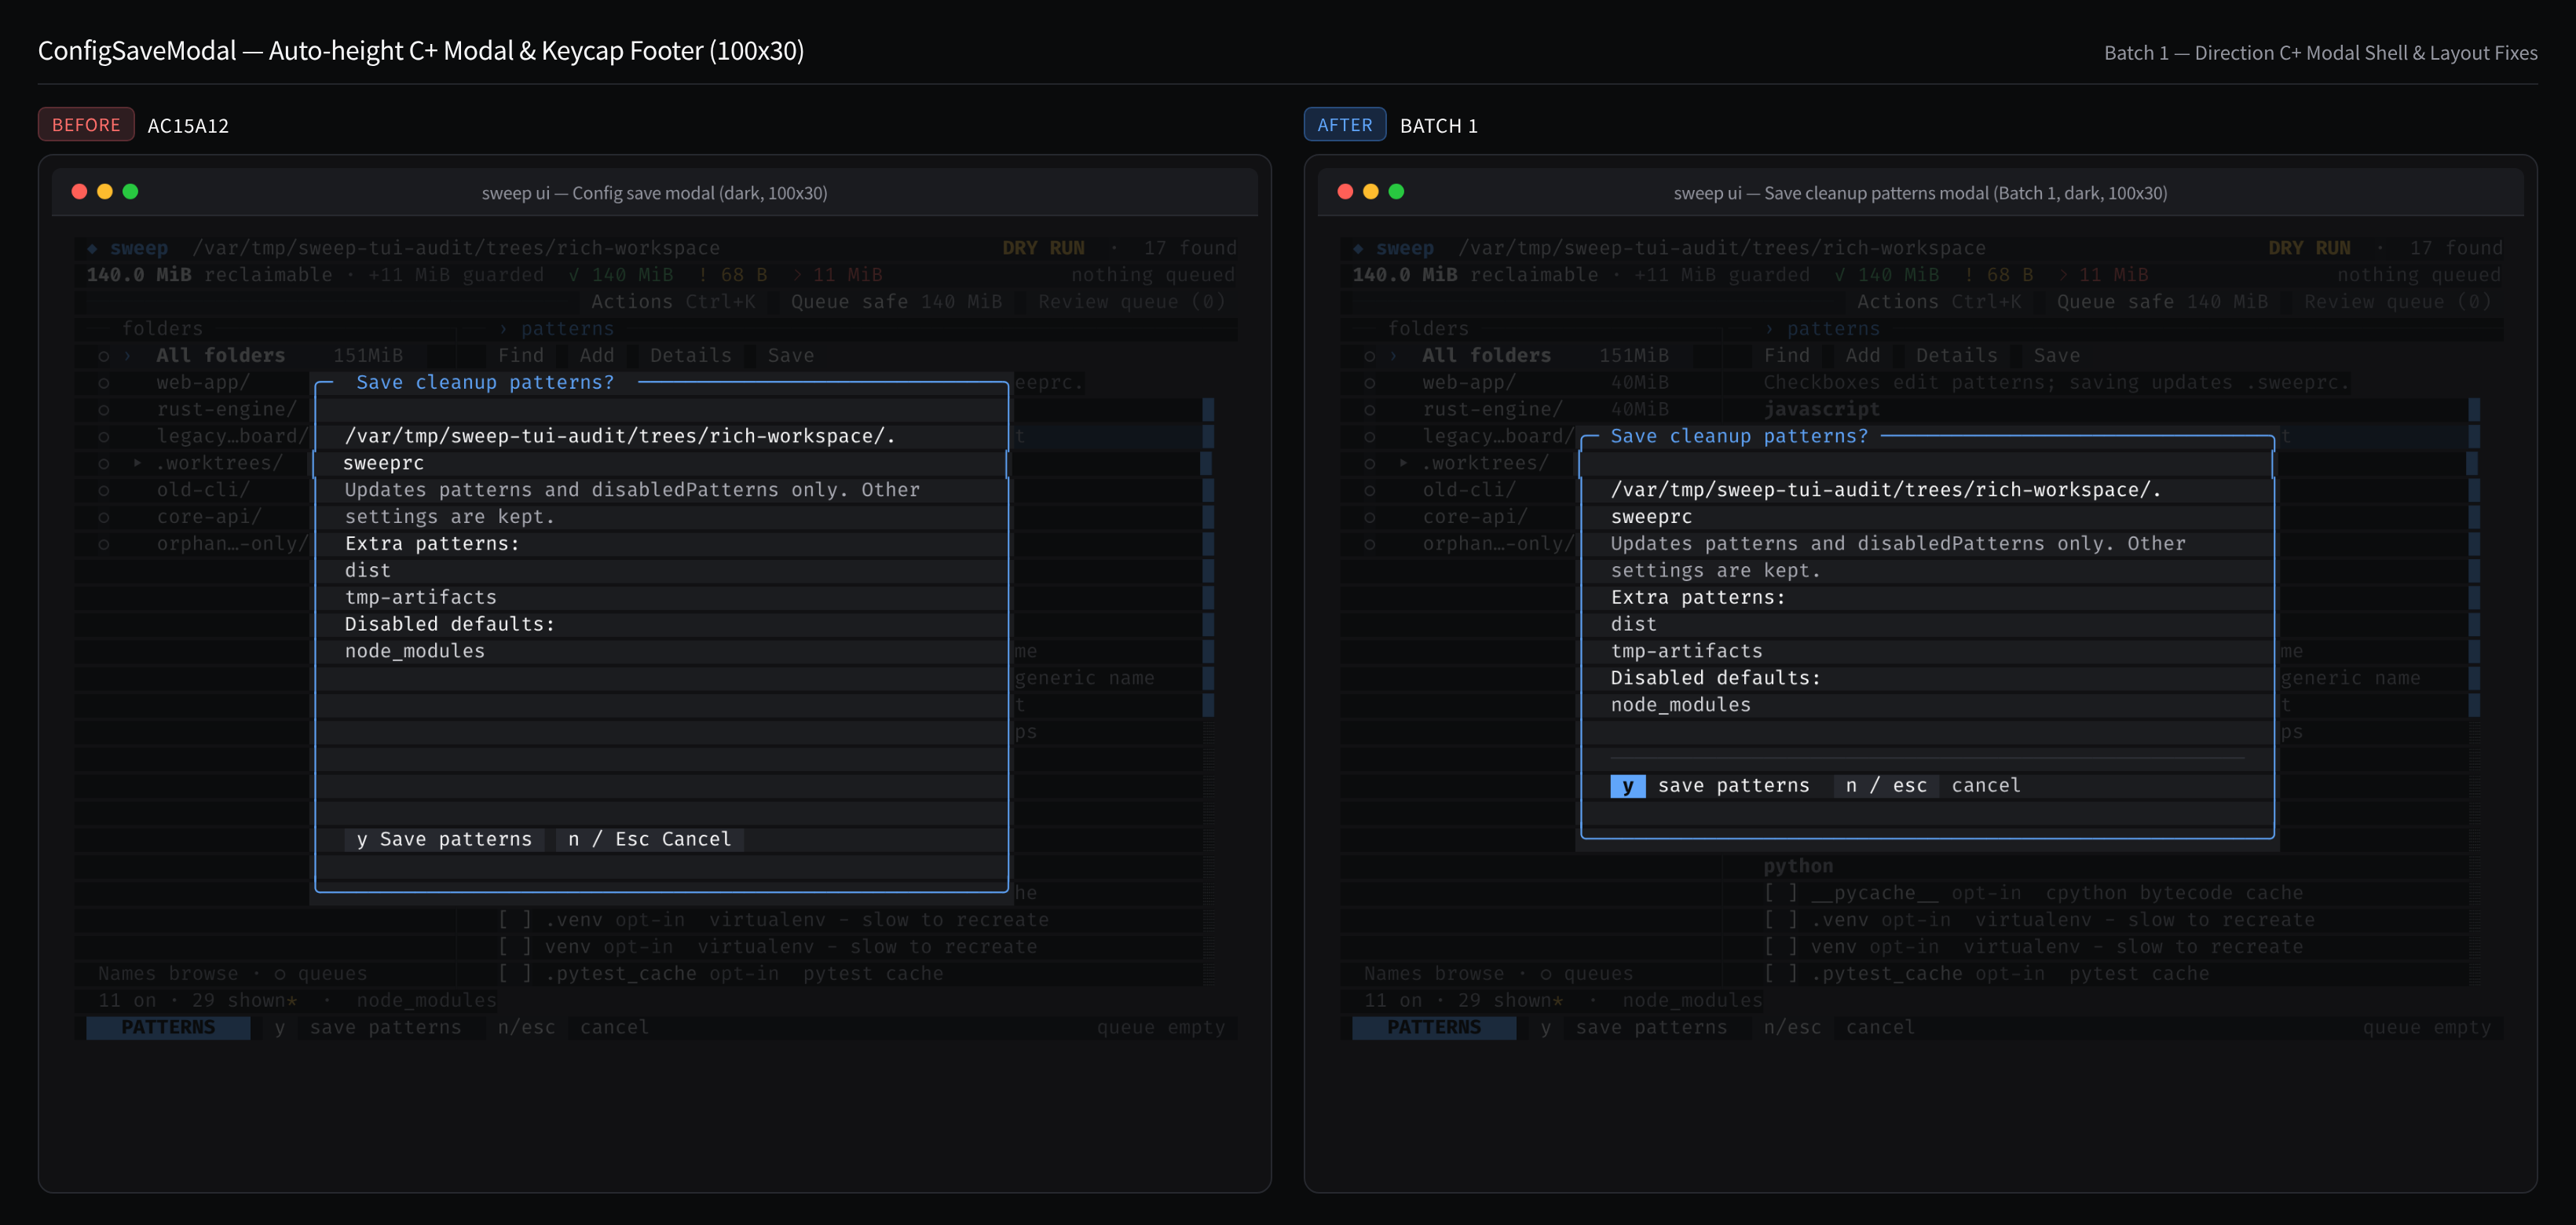 ConfigSaveModal — Auto-height C+ Modal & Keycap Footer (100x30)
Batch 1 — Direction C+ Modal Shell & Layout Fixes
BEFORE AC15A12
sweep ui — Config save modal (dark, 100x30)
◆ sweep /var/tmp/sweep-tui-audit/trees/rich-workspace DRY RUN · 17 found
140.0 MiB reclaimable · +11 MiB guarded √ 140 MiB ! 68 B > 11 MiB nothing queued
Actions Ctrl+K Queue safe 140 MiB Review queue (0)
folders › patterns
○ › All folders 151MiB Find Add Details Save
○ web-app/ eeprc.
○ rust-engine/
○ legacy…board/ t
○ ▸ .worktrees/
○ old-cli/
○ core-api/
○ orphan…-only/
Save cleanup patterns?
/var/tmp/sweep-tui-audit/trees/rich-workspace/.
sweeprc
Updates patterns and disabledPatterns only. Other
settings are kept.
Extra patterns:
dist
tmp-artifacts
Disabled defaults:
node_modules
y Save patterns n / Esc Cancel
me
generic name
t
ps
he
[ ] .venv opt-in virtualenv - slow to recreate
[ ] venv opt-in virtualenv - slow to recreate
Names browse · ○ queues [ ] .pytest_cache opt-in pytest cache
11 on · 29 shown* · node_modules
PATTERNS y save patterns n/esc cancel queue empty
AFTER BATCH 1
sweep ui — Save cleanup patterns modal (Batch 1, dark, 100x30)
◆ sweep /var/tmp/sweep-tui-audit/trees/rich-workspace DRY RUN · 17 found
140.0 MiB reclaimable · +11 MiB guarded √ 140 MiB ! 68 B > 11 MiB nothing queued
Actions Ctrl+K Queue safe 140 MiB Review queue (0)
folders › patterns
○ › All folders 151MiB Find Add Details Save
○ web-app/ 40MiB Checkboxes edit patterns; saving updates .sweeprc.
○ rust-engine/ 40MiB javascript
○ legacy…board/ t
○ ▸ .worktrees/
○ old-cli/
○ core-api/
○ orphan…-only/
Save cleanup patterns?
/var/tmp/sweep-tui-audit/trees/rich-workspace/.
sweeprc
Updates patterns and disabledPatterns only. Other
settings are kept.
Extra patterns:
dist
tmp-artifacts
Disabled defaults:
node_modules
y save patterns n / esc cancel
me
generic name
t
ps
python
[ ] __pycache__ opt-in cpython bytecode cache
[ ] .venv opt-in virtualenv - slow to recreate
[ ] venv opt-in virtualenv - slow to recreate
Names browse · ○ queues [ ] .pytest_cache opt-in pytest cache
11 on · 29 shown* · node_modules
PATTERNS y save patterns n/esc cancel queue empty